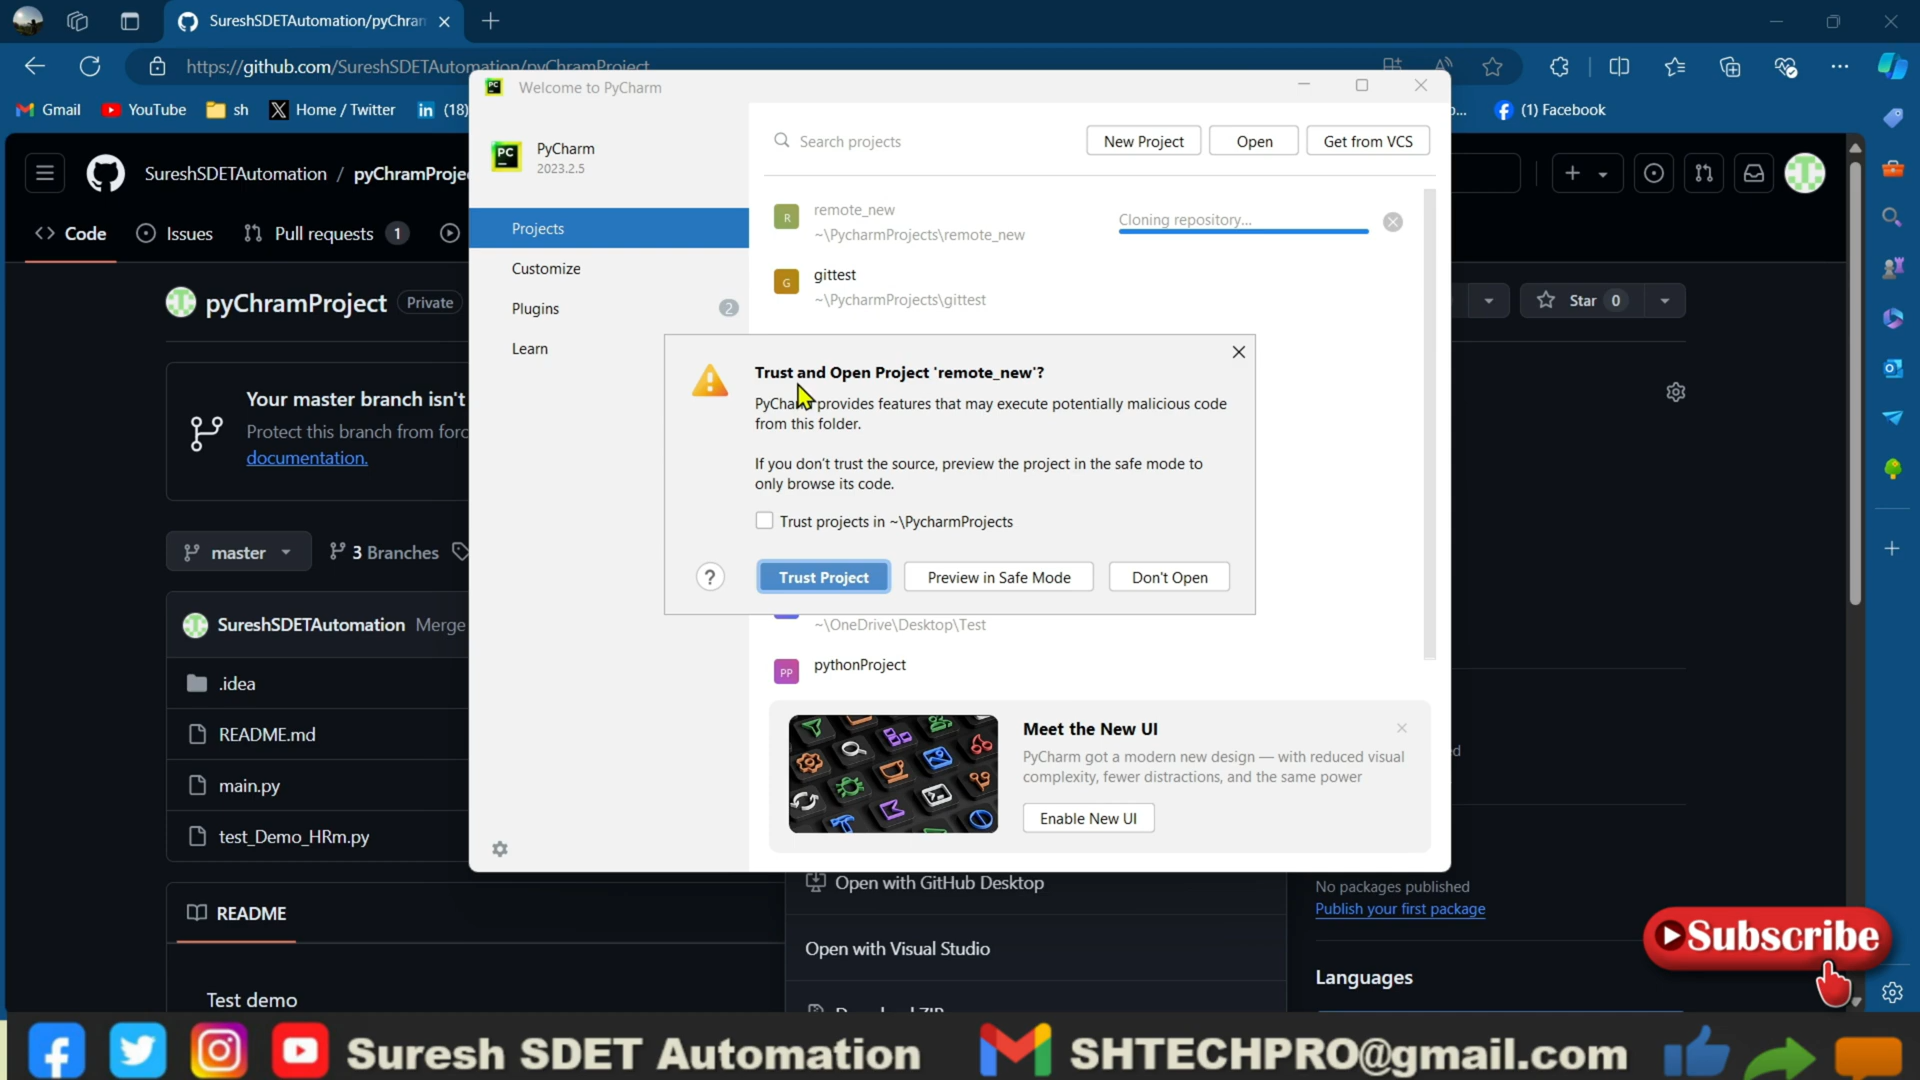 SureshSDETAutomation/pyChram
https://github.com/SureshSDETAutomation/pyChramProject
Gmail
YouTube
sh
Home / Twitter
(18)
(1) Facebook
SureshSDETAutomation / pyChramProje
Code
Issues
Pull requests 1
pyChramProject
Private
Star 0
Your master branch isn't
Protect this branch from forc
documentation.
master
3 Branches
SureshSDETAutomation Merge
.idea
README.md
main.py
test_Demo_HRm.py
README
Test demo
Welcome to PyCharm
PyCharm
2023.2.5
Projects
Customize
Plugins 2
Learn
Search projects
New Project
Open
Get from VCS
remote_new
~\PycharmProjects\remote_new
Cloning repository...
gittest
~\PycharmProjects\gittest
Trust and Open Project 'remote_new'?
PyCharm provides features that may execute potentially malicious code
from this folder.
If you don't trust the source, preview the project in the safe mode to
only browse its code.
Trust projects in ~\PycharmProjects
?
Trust Project
Preview in Safe Mode
Don't Open
~\OneDrive\Desktop\Test
PP
pythonProject
Meet the New UI
PyCharm got a modern new design — with reduced visual
complexity, fewer distractions, and the same power
Enable New UI
Open with GitHub Desktop
Open with Visual Studio
No packages published
Publish your first package
Languages
Subscribe
Suresh SDET Automation
SHTECHPRO@gmail.com